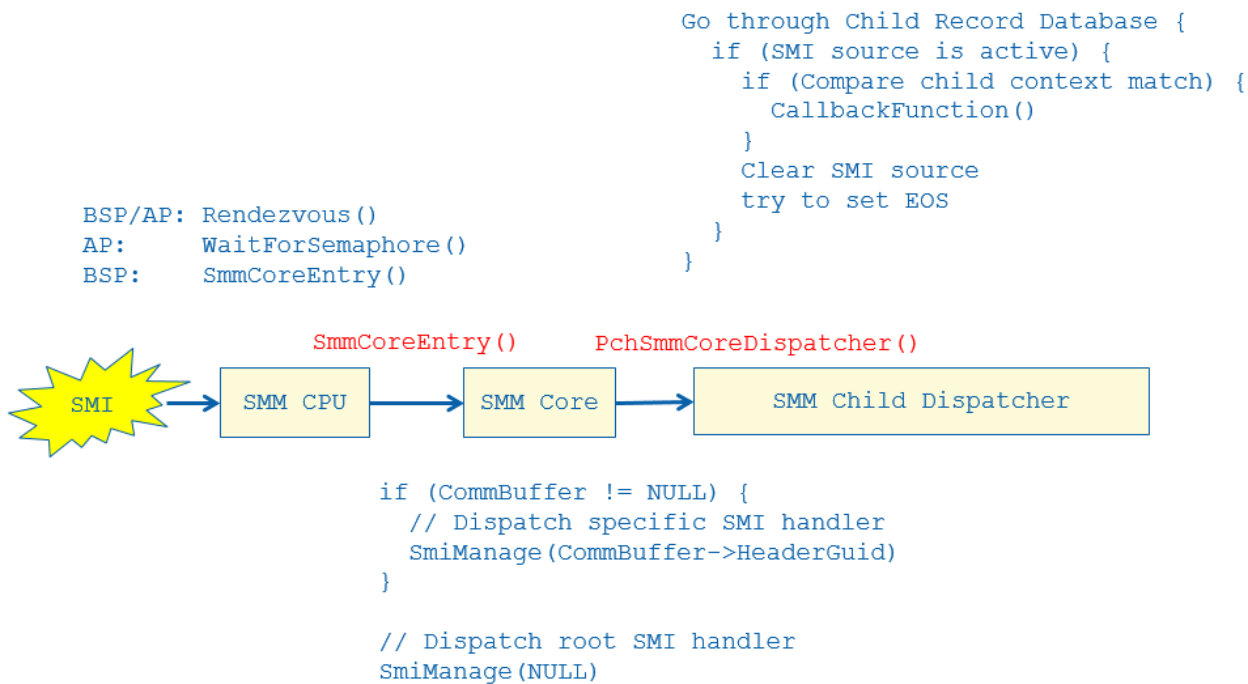 Go through Child Record Database {
if (SMI source is active) {
if (Compare child context match) {
CallbackFunction()
}
Clear SMI source
try to set EOS
}
}
BSP/AP: Rendezvous()
AP: WaitForSemaphore()
BSP: SmmCoreEntry()
SmmCoreEntry()
PchSmmCoreDispatcher()
SMI
SMM CPU
SMM Core
SMM Child Dispatcher
if (CommBuffer != NULL) {
// Dispatch specific SMI handler
SmiManage(CommBuffer->HeaderGuid)
}
// Dispatch root SMI handler
SmiManage(NULL)